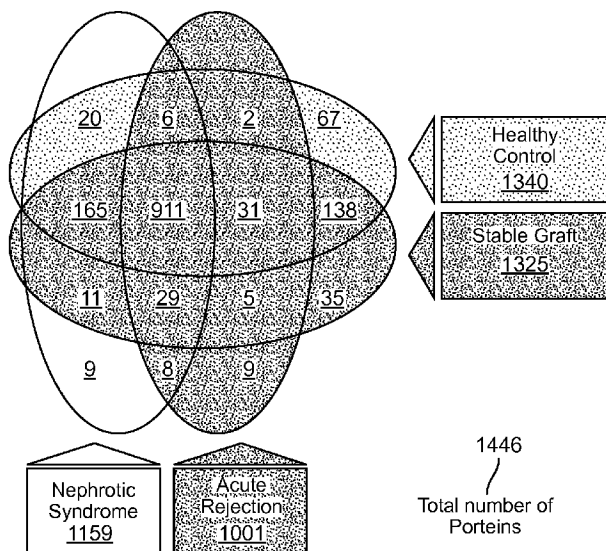 20 6 2 67
Healthy
Control
1340
165 911 31 138
Stable Graft
1325
11 29 5 35
9 8 9
1446
Nephrotic
Syndrome
1159
Acute
Rejection
1001
Total number of
Porteins